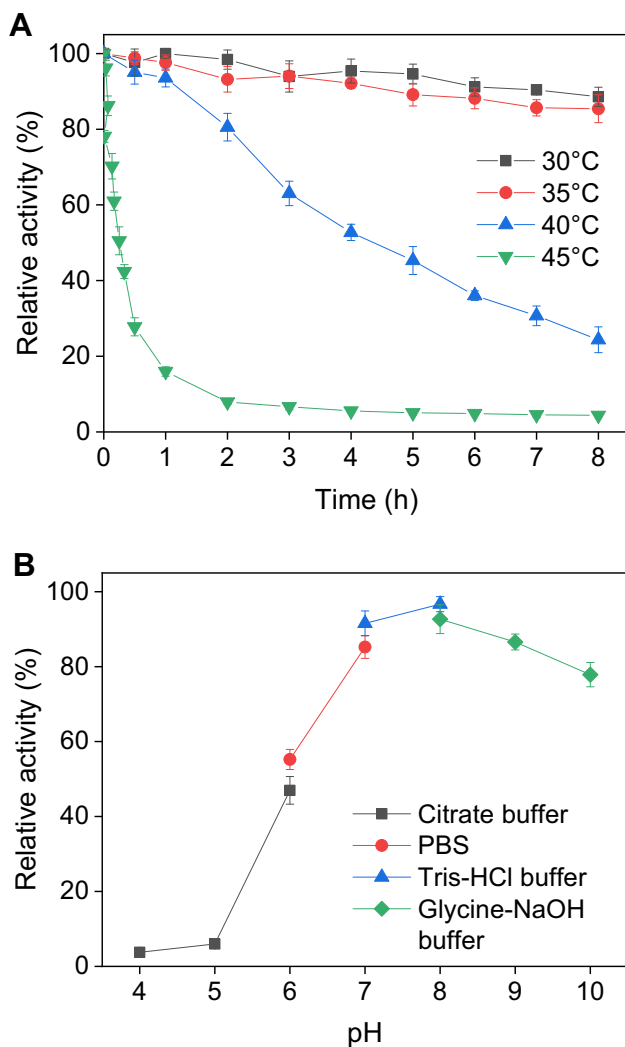 A
Relative activity (%)
100
80
60
40
20
0
30°C
35°C
40°C
45°C
0 1 2 3 4 5 6 7 8
Time (h)
B
Relative activity (%)
100
80
60
40
20
0
Citrate buffer
PBS
Tris-HCl buffer
Glycine-NaOH
buffer
4 5 6 7 8 9 10
pH